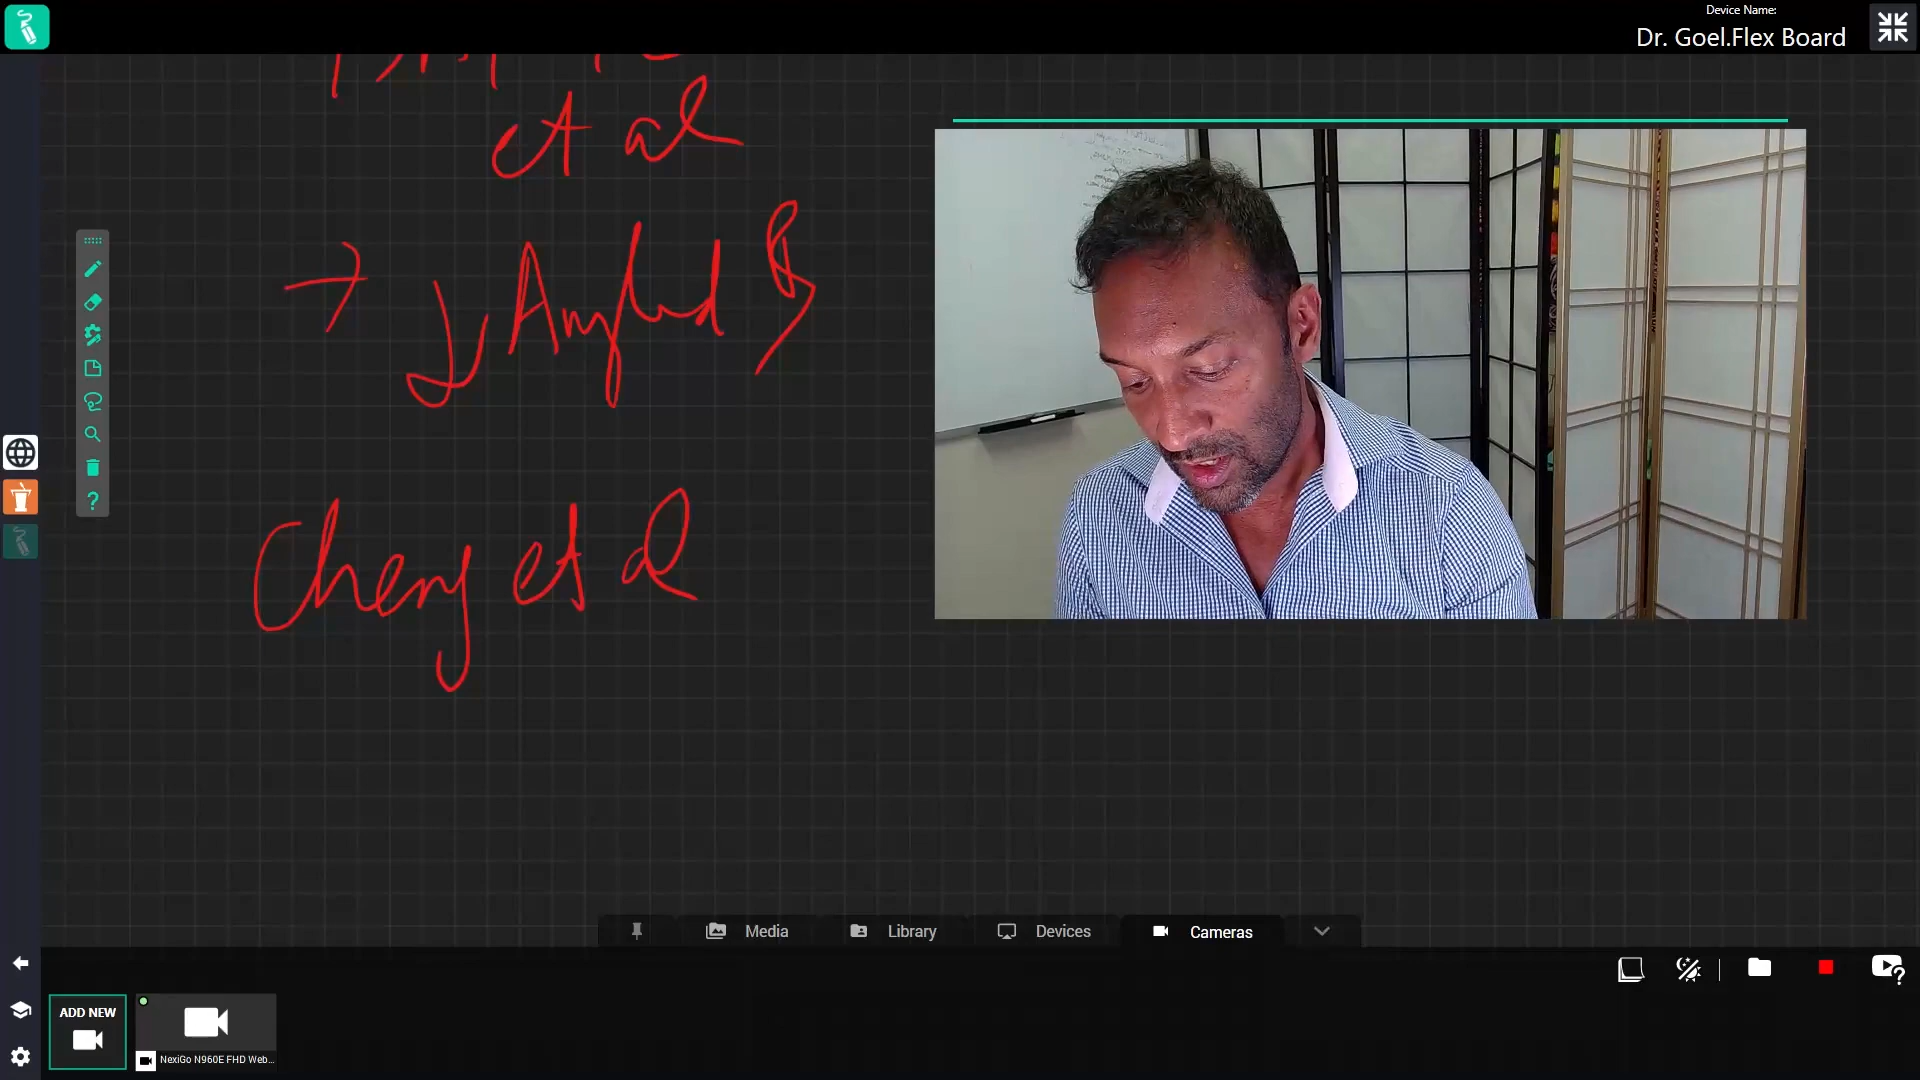 Device Name:
Dr. Goel.Flex Board
et al
→ ↓ Amyloid β
Cheng et al
?
Media
Library
Devices
Cameras
ADD NEW
NexiGo N960E FHD Web...